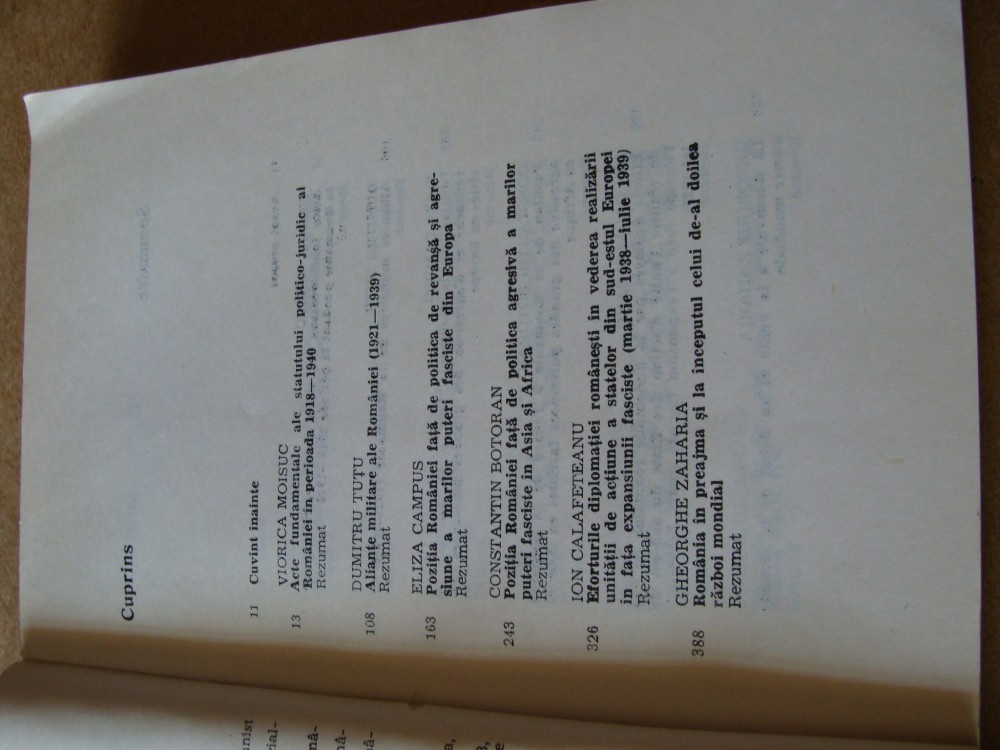 Cuprins
11 Cuvînt înainte
VIORICA MOISUC
13 Acte fundamentale ale statutului politico-juridic al
României în perioada 1918—1940
Rezumat
DUMITRU TUȚU
108 Alianțe militare ale României (1921—1939)
Rezumat
ELIZA CAMPUS
163 Poziția României față de politica de revanșă și agre-
siune a marilor puteri fasciste din Europa
Rezumat
CONSTANTIN BOTORAN
243 Poziția României față de politica agresivă a marilor
puteri fasciste în Asia și Africa
Rezumat
ION CALAFETEANU
326 Eforturile diplomației românești în vederea realizării
unității de acțiune a statelor din sud-estul Europei
în fața expansiunii fasciste (martie 1938—iulie 1939)
Rezumat
GHEORGHE ZAHARIA
388 România în preajma și la începutul celui de-al doilea
război mondial
Rezumat